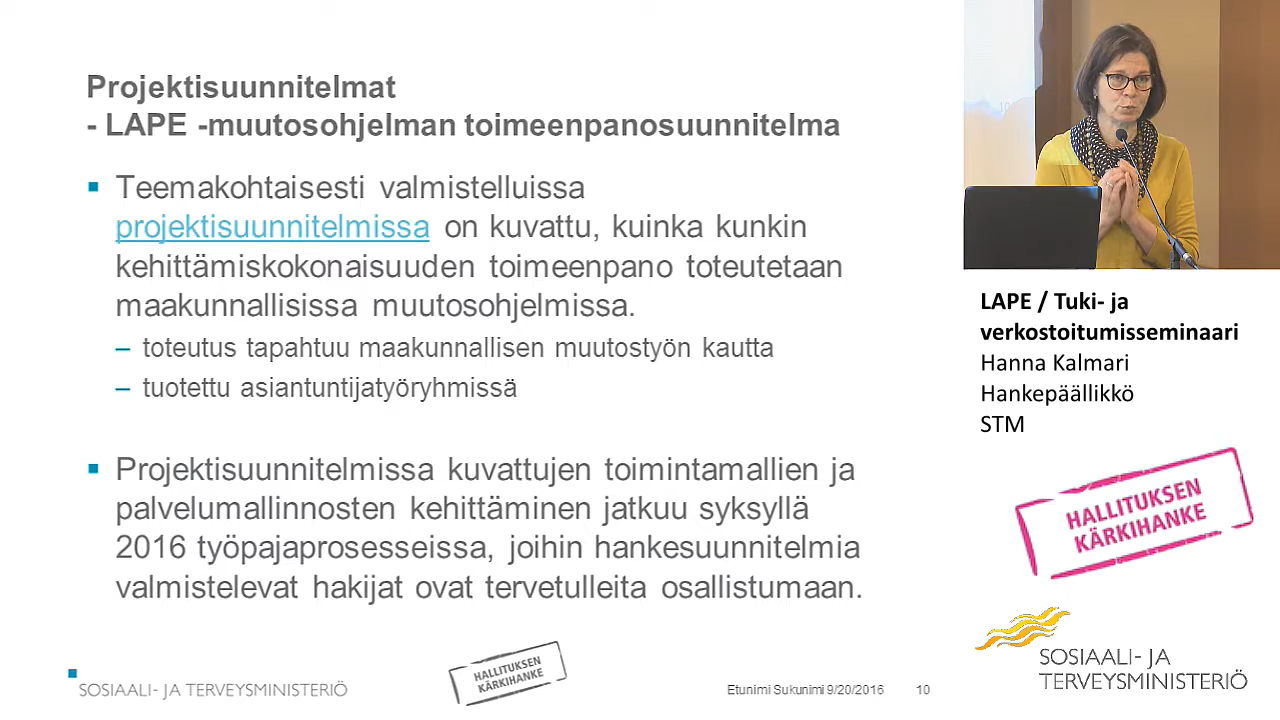 Projektisuunnitelmat
- LAPE -muutosohjelman toimeenpanosuunnitelma
Teemakohtaisesti valmistelluissa
projektisuunnitelmissa on kuvattu, kuinka kunkin
kehittämiskokonaisuuden toimeenpano toteutetaan
maakunnallisissa muutosohjelmissa.
– toteutus tapahtuu maakunnallisen muutostyön kautta
– tuotettu asiantuntijatyöryhmissä
Projektisuunnitelmissa kuvattujen toimintamallien ja
palvelumallinnosten kehittäminen jatkuu syksyllä
2016 työpajaprosesseissa, joihin hankesuunnitelmia
valmistelevat hakijat ovat tervetulleita osallistumaan.
SOSIAALI- JA TERVEYSMINISTERIÖ
HALLITUKSEN
KÄRKIHANKE
Etunimi Sukunimi 9/20/2016
10
LAPE / Tuki- ja
verkostoitumisseminaari
Hanna Kalmari
Hankepäällikkö
STM
HALLITUKSEN
KÄRKIHANKE
SOSIAALI- JA
TERVEYSMINISTERIÖ